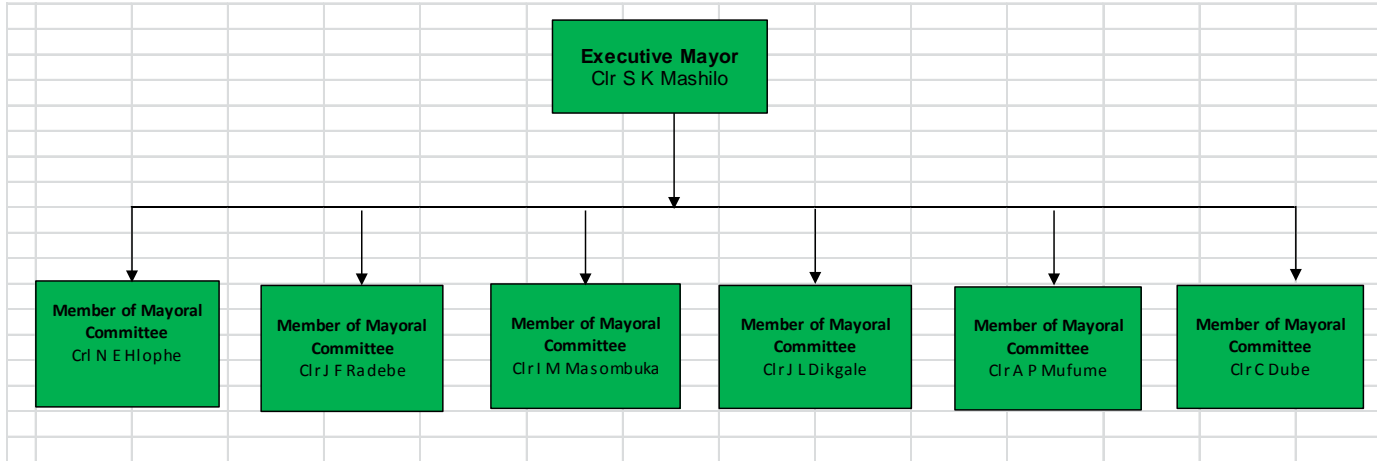 Executive Mayor
Clr S K Mashilo
Member of Mayoral
Committee
Crl N E Hlophe
Member of Mayoral
Committee
Clr J F Radebe
Member of Mayoral
Committee
Clr I M Masombuka
Member of Mayoral
Committee
Clr J L Dikgale
Member of Mayoral
Committee
Clr A P Mufume
Member of Mayoral
Committee
Clr C Dube